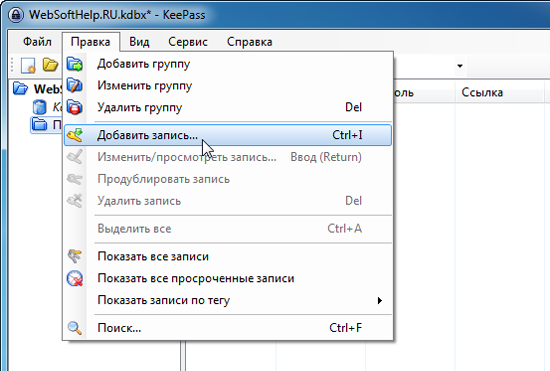 WebSoftHelp.RU.kdbx* - KeePass
Файл Правка Вид Сервис Справка
Добавить группу
Изменить группу
Удалить группу Del
Добавить запись... Ctrl+I
Изменить/просмотреть запись... Ввод (Return)
Продублировать запись
Удалить запись Del
Выделить все Ctrl+A
Показать все записи
Показать все просроченные записи
Показать записи по тегу
Поиск... Ctrl+F
WebS
Ко
П
оль Ссылка